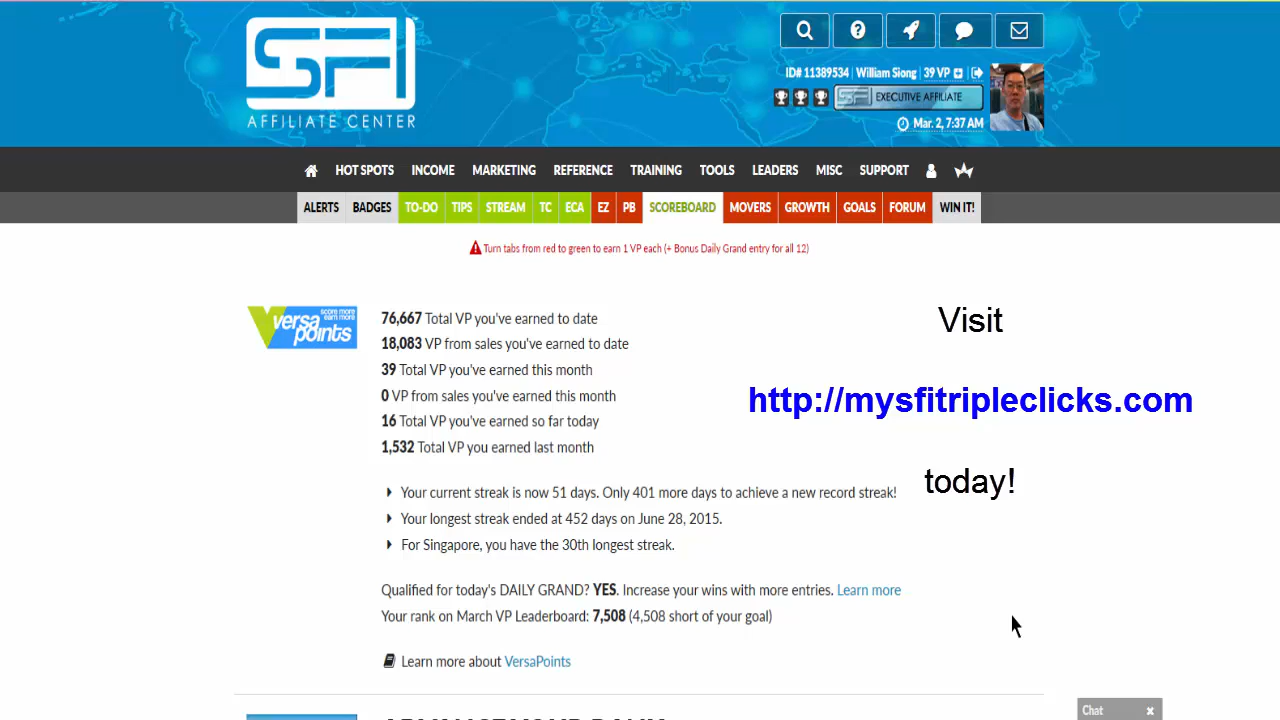 SFI
AFFILIATE CENTER
ID# 11389534 | William Siong | 39 VP
SFI EXECUTIVE AFFILIATE
Mar. 2, 7:37 AM
HOT SPOTS INCOME MARKETING REFERENCE TRAINING TOOLS LEADERS MISC SUPPORT
ALERTS BADGES TO-DO TIPS STREAM TC ECA EZ PB SCOREBOARD MOVERS GROWTH GOALS FORUM WIN IT!
Turn tabs from red to green to earn 1 VP each (+ Bonus Daily Grand entry for all 12)
score more
earn more
versa
points
76,667 Total VP you've earned to date
18,083 VP from sales you've earned to date
39 Total VP you've earned this month
0 VP from sales you've earned this month
16 Total VP you've earned so far today
1,532 Total VP you earned last month
Your current streak is now 51 days. Only 401 more days to achieve a new record streak!
Your longest streak ended at 452 days on June 28, 2015.
For Singapore, you have the 30th longest streak.
Qualified for today's DAILY GRAND? YES. Increase your wins with more entries. Learn more
Your rank on March VP Leaderboard: 7,508 (4,508 short of your goal)
Learn more about VersaPoints
Visit
http://mysfitripleclicks.com
today!
Chat x